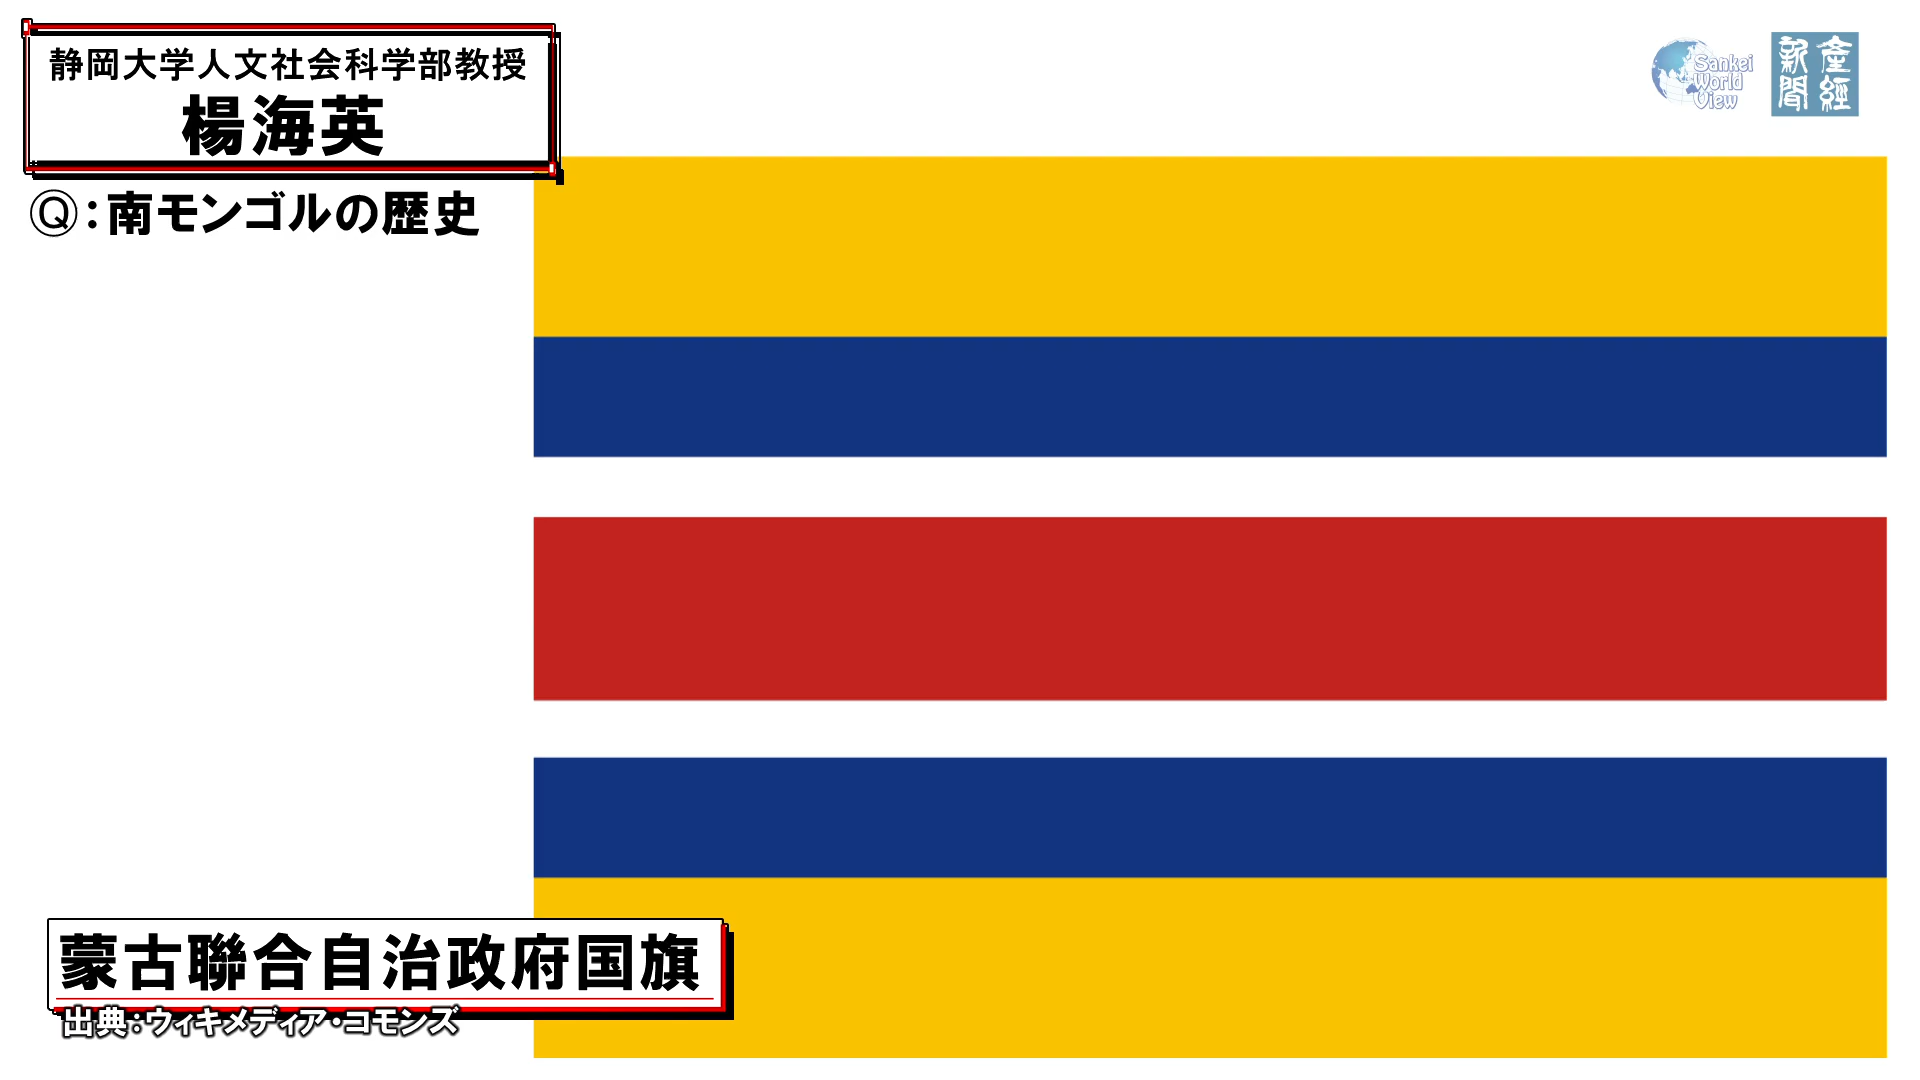 静岡大学人文社会科学部教授
楊海英
Ⓠ：南モンゴルの歴史
Sankei
World
View
産經
新聞
蒙古聯合自治政府国旗
出典：ウィキメディア・コモンズ